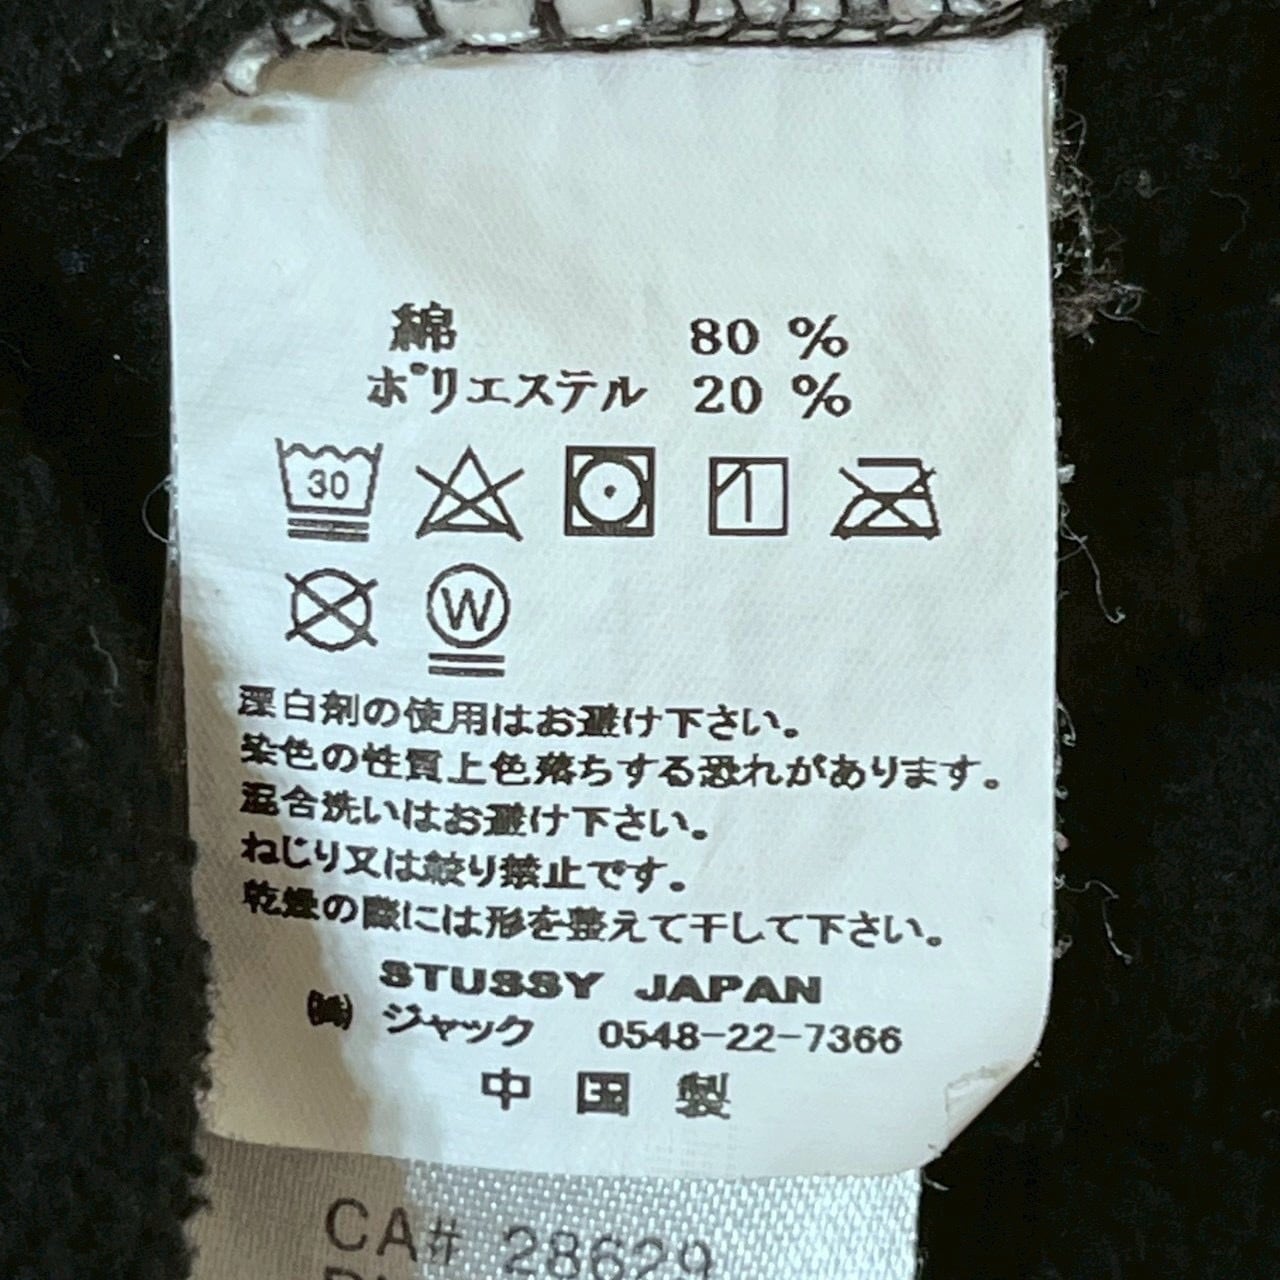 綿 80 %
ポリエステル 20 %
30
W
漂白剤の使用はお避け下さい。
染色の性質上色落ちする恐れがあります。
混合洗いはお避け下さい。
ねじり又は絞り禁止です。
乾燥の際には形を整えて干して下さい。
STUSSY JAPAN
㈱ ジャック 0548-22-7366
中国製
CA# 28629